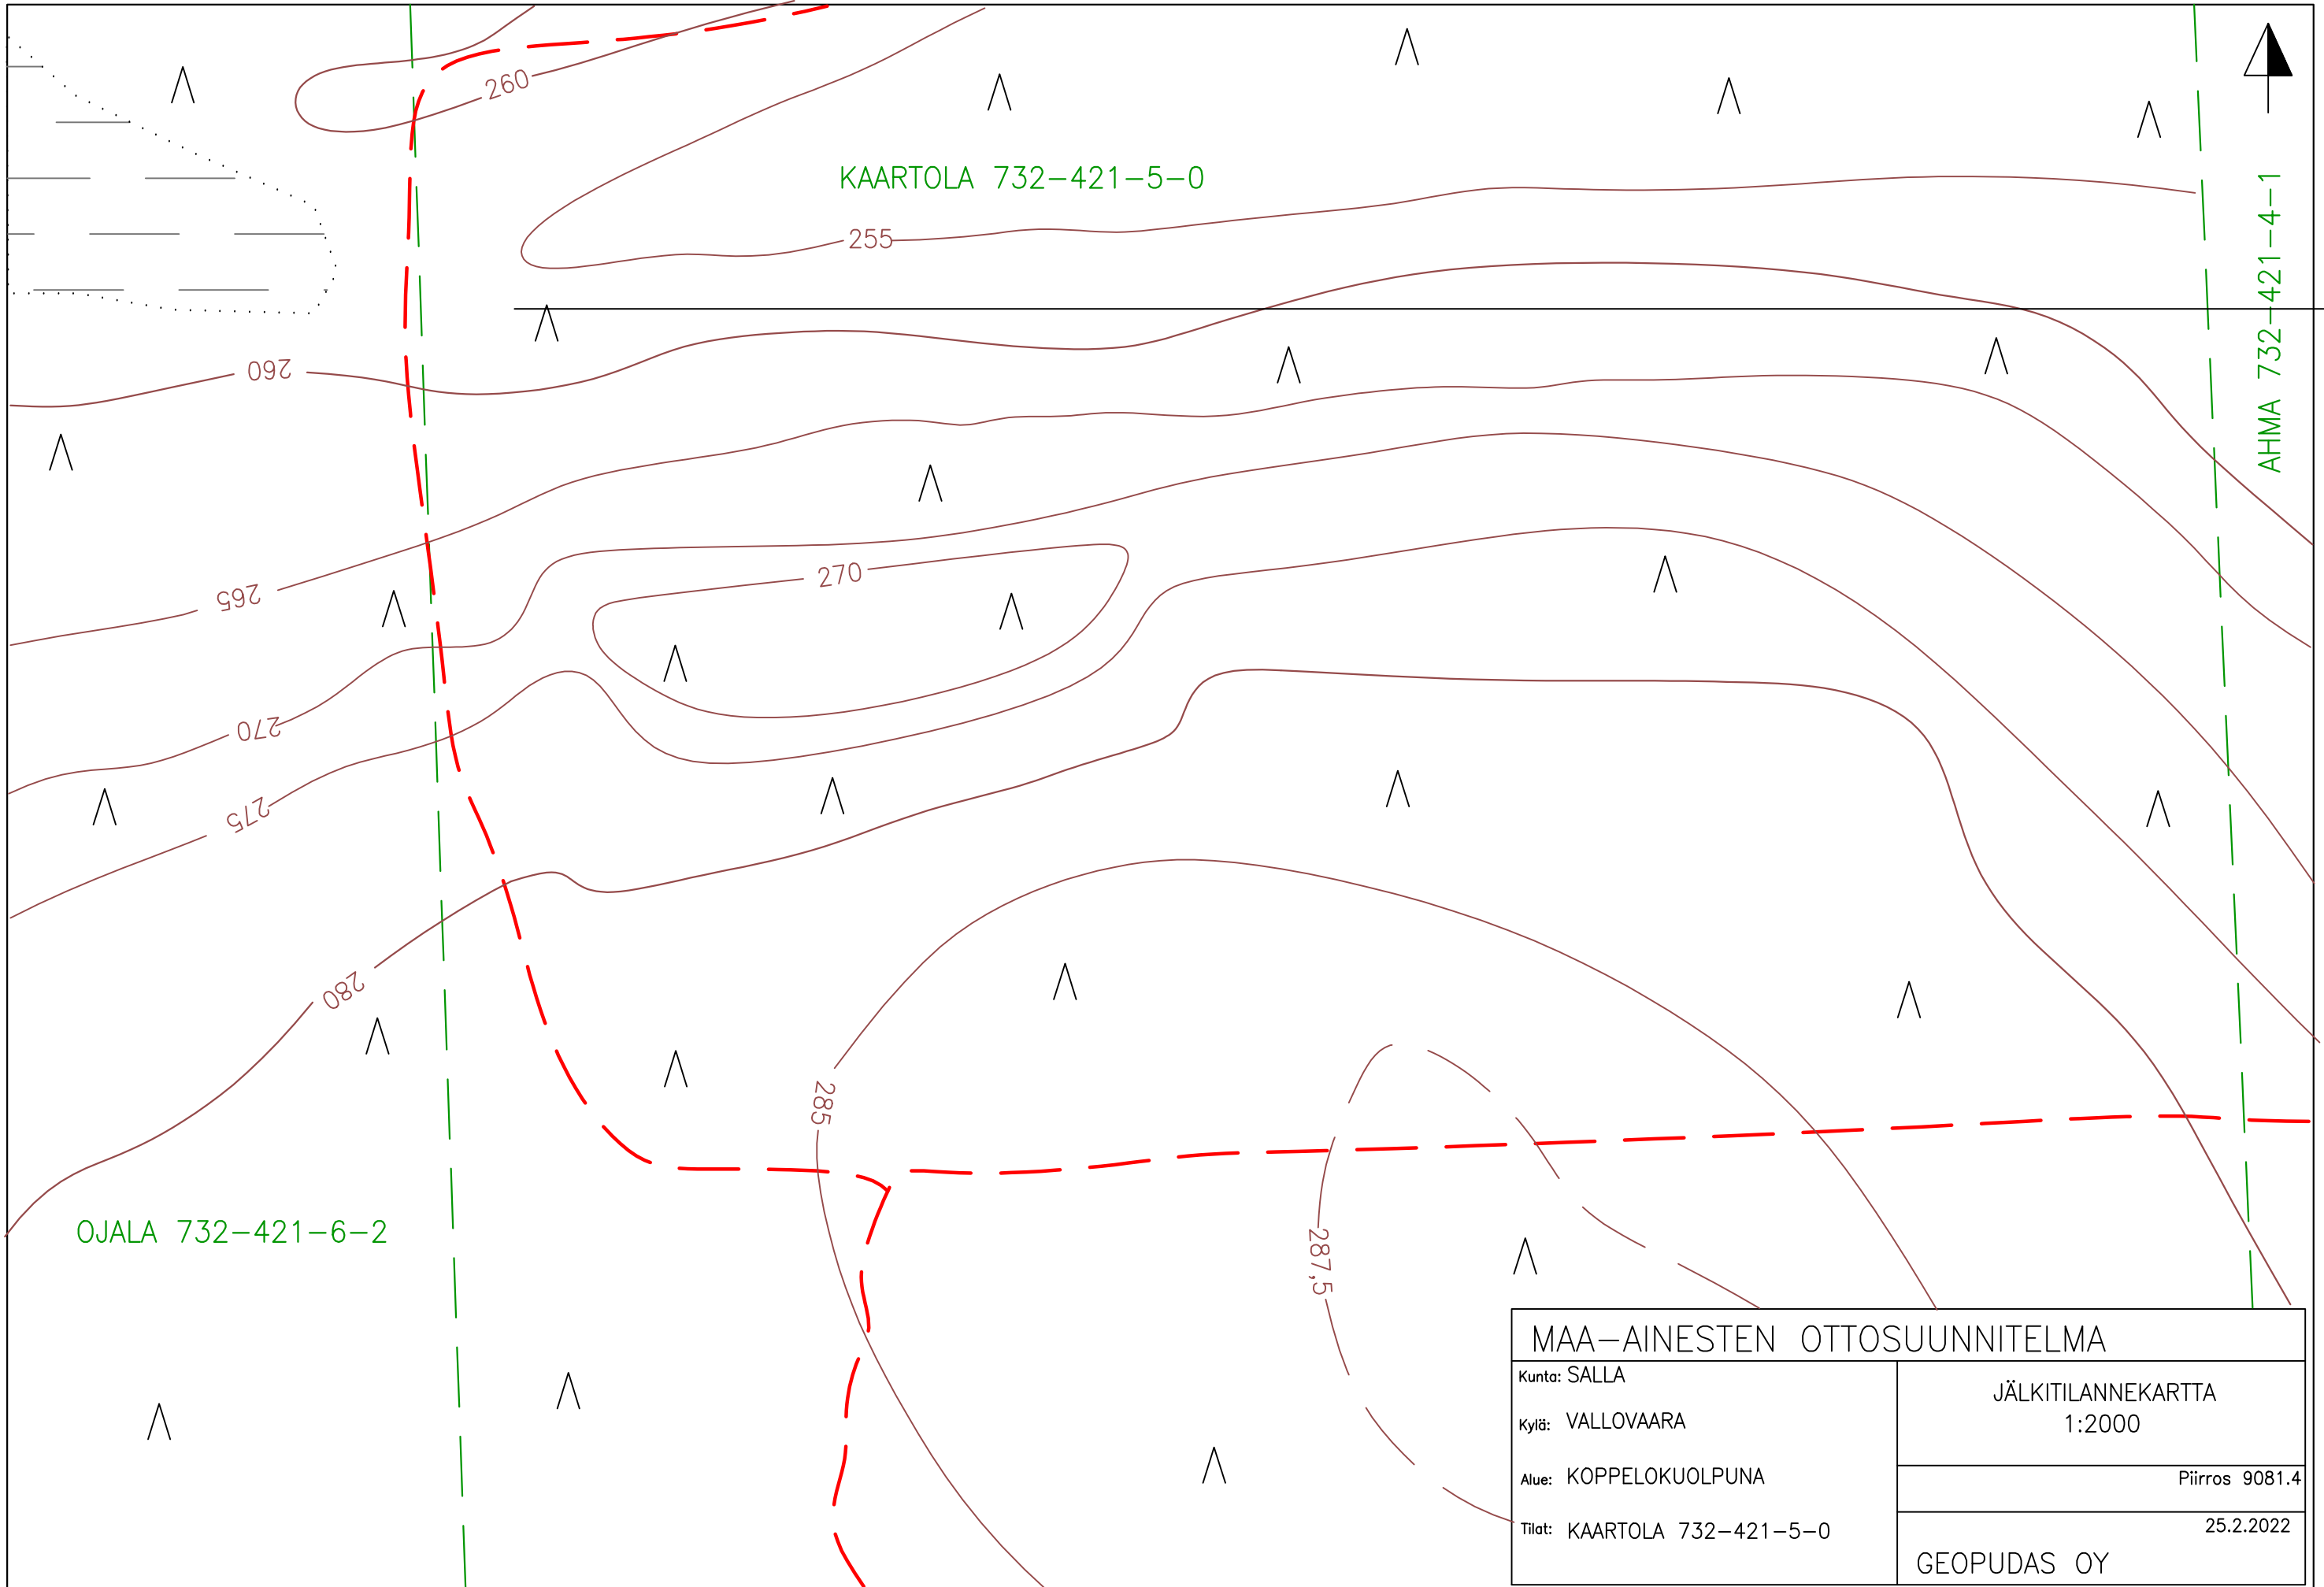 260
KAARTOLA 732-421-5-0
255
AHMA 732-421-4-1
260
265
270
270
275
280
285
287,5
OJALA 732-421-6-2
MAA-AINESTEN OTTOSUUNNITELMA
Kunta: SALLA
Kylä: VALLOVAARA
Alue: KOPPELOKUOLPUNA
Tilat: KAARTOLA 732-421-5-0
JÄLKITILANNEKARTTA
1:2000
Piirros 9081.4
25.2.2022
GEOPUDAS OY